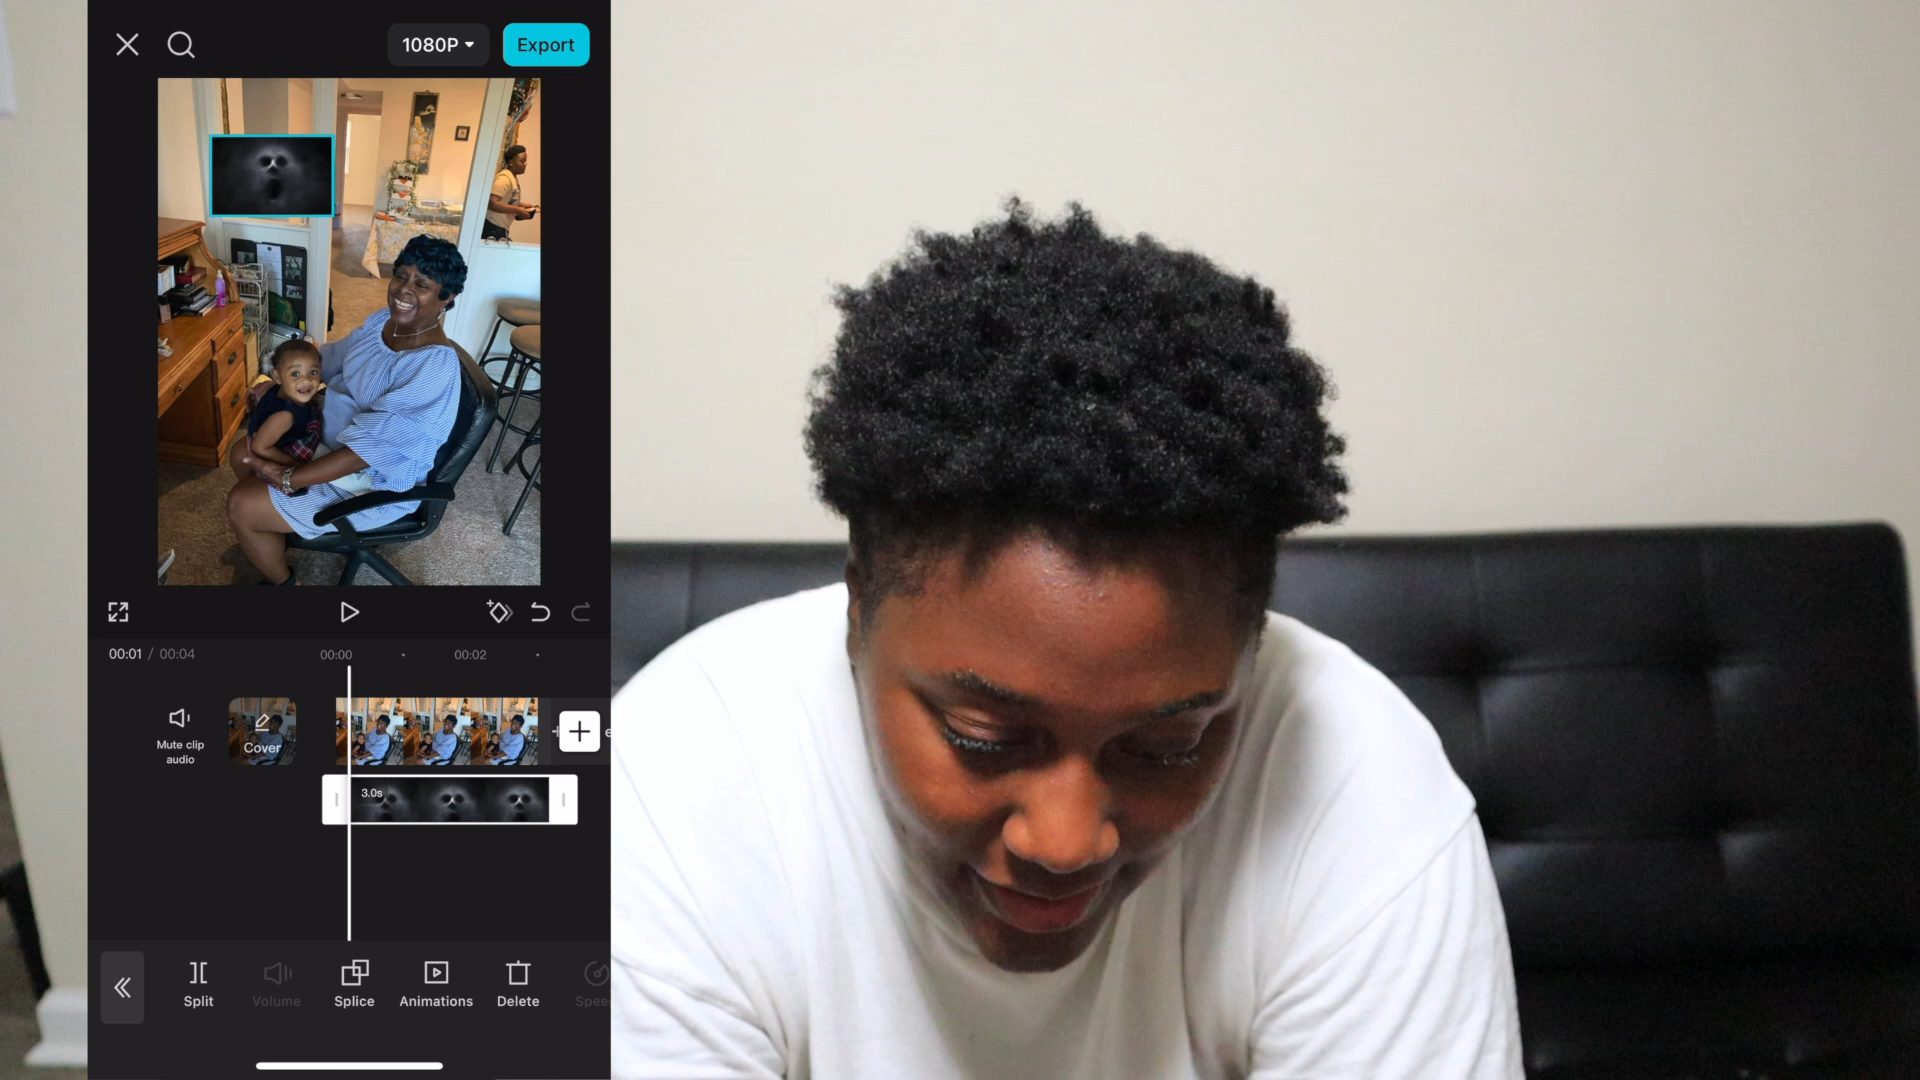 1080P
Export
00:01 / 00:04
00:00
00:02
Mute clip
audio
Cover
3.0s
Split
Volume
Splice
Animations
Delete